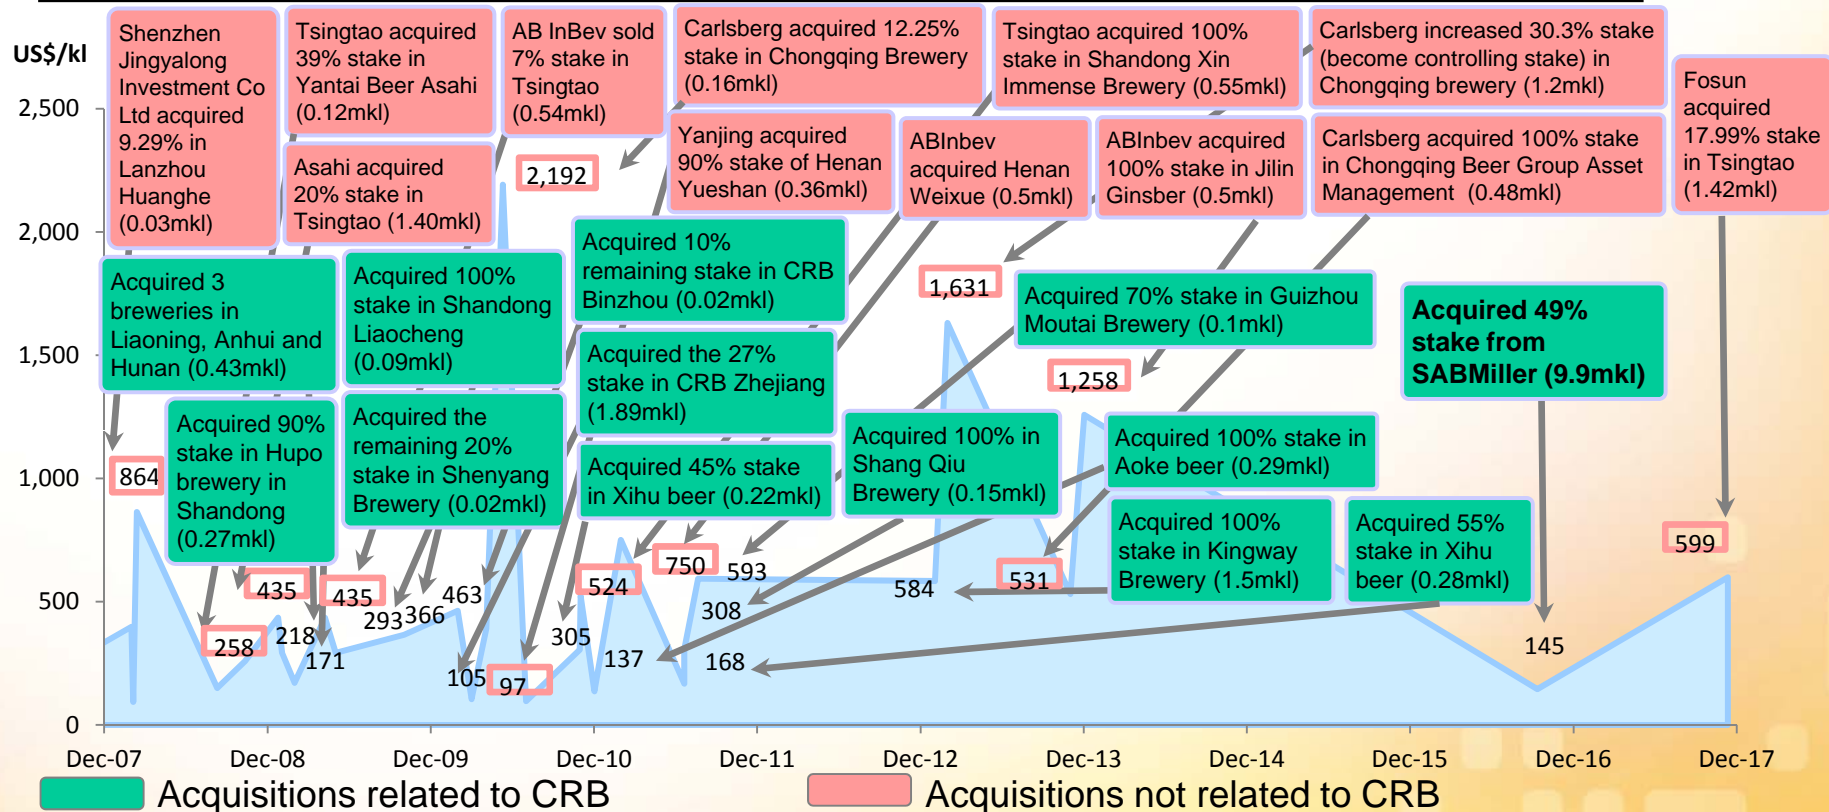 US$/kl
2,500
2,000
1,500
1,000
500
0
Shenzhen
Jingyalong
Investment Co
Ltd acquired
9.29% in
Lanzhou
Huanghe
(0.03mkl)
Tsingtao acquired
39% stake in
Yantai Beer Asahi
(0.12mkl)
AB InBev sold
7% stake in
Tsingtao
(0.54mkl)
Carlsberg acquired 12.25%
stake in Chongqing Brewery
(0.16mkl)
Tsingtao acquired 100%
stake in Shandong Xin
Immense Brewery (0.55mkl)
Carlsberg increased 30.3% stake
(become controlling stake) in
Chongqing brewery (1.2mkl)
Fosun
acquired
17.99% stake
in Tsingtao
(1.42mkl)
Asahi acquired
20% stake in
Tsingtao (1.40mkl)
Yanjing acquired
90% stake of Henan
Yueshan (0.36mkl)
ABInbev
acquired Henan
Weixue (0.5mkl)
ABInbev acquired
100% stake in Jilin
Ginsber (0.5mkl)
Carlsberg acquired 100% stake
in Chongqing Beer Group Asset
Management (0.48mkl)
Acquired 3
breweries in
Liaoning, Anhui and
Hunan (0.43mkl)
Acquired 100%
stake in Shandong
Liaocheng
(0.09mkl)
Acquired 10%
remaining stake in CRB
Binzhou (0.02mkl)
Acquired 70% stake in Guizhou
Moutai Brewery (0.1mkl)
Acquired 49%
stake from
SABMiller (9.9mkl)
Acquired the 27%
stake in CRB Zhejiang
(1.89mkl)
Acquired 90%
stake in Hupo
brewery in
Shandong
(0.27mkl)
Acquired the
remaining 20%
stake in Shenyang
Brewery (0.02mkl)
Acquired 45% stake
in Xihu beer (0.22mkl)
Acquired 100% in
Shang Qiu
Brewery (0.15mkl)
Acquired 100% stake in
Aoke beer (0.29mkl)
Acquired 100%
stake in Kingway
Brewery (1.5mkl)
Acquired 55%
stake in Xihu
beer (0.28mkl)
864
258
435
218
171
435
293
366
463
105
2,192
97
305
524
137
750
593
308
168
584
1,631
531
1,258
145
599
Dec-07
Dec-08
Dec-09
Dec-10
Dec-11
Dec-12
Dec-13
Dec-14
Dec-15
Dec-16
Dec-17
Acquisitions related to CRB
Acquisitions not related to CRB